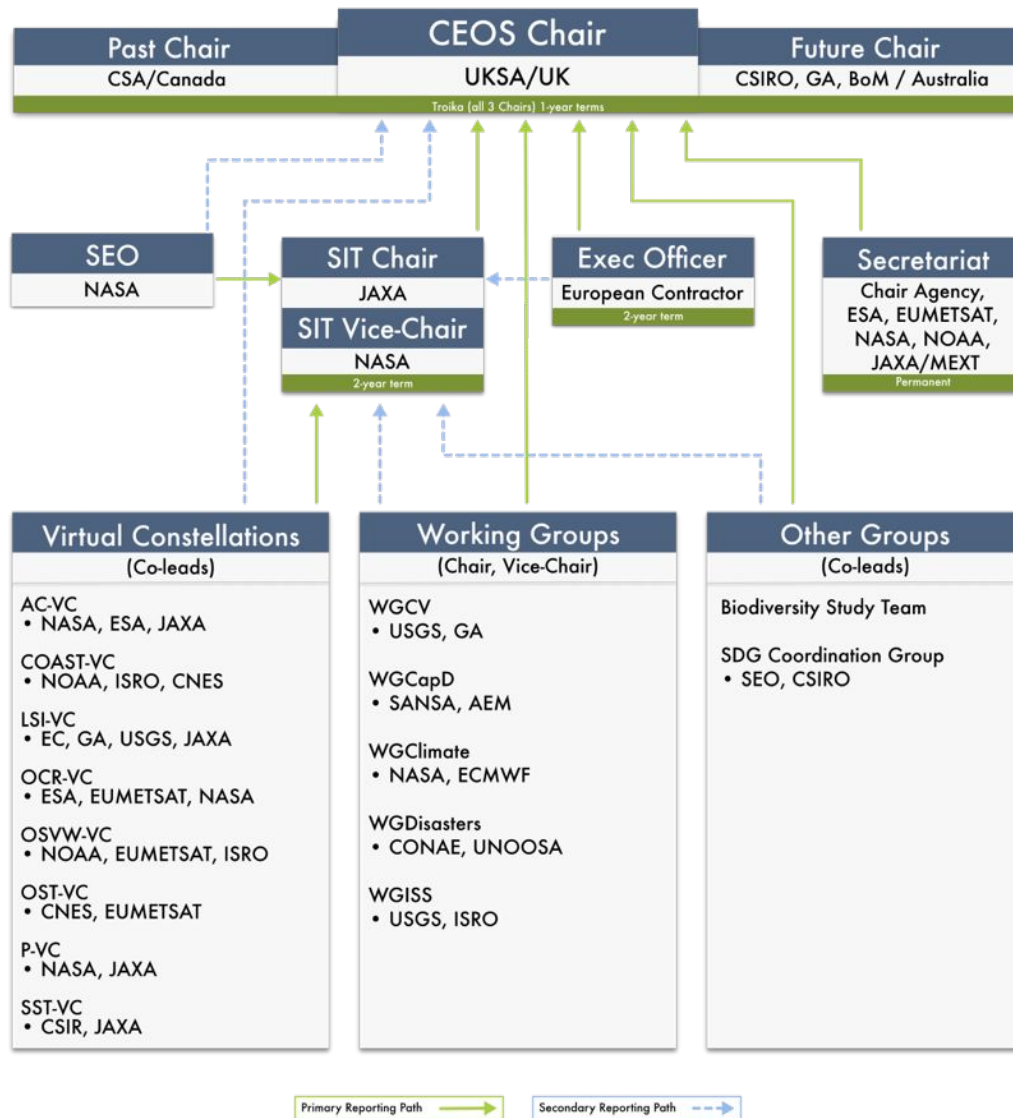 Past Chair
CSA/Canada
CEOS Chair
UKSA/UK
Future Chair
CSIRO, GA, BoM / Australia
Troika (all 3 Chairs) 1-year terms
SEO
NASA
SIT Chair
JAXA
SIT Vice-Chair
NASA
2-year term
Exec Officer
European Contractor
2-year term
Secretariat
Chair Agency,
ESA, EUMETSAT,
NASA, NOAA,
JAXA/MEXT
Permanent
Virtual Constellations
(Co-leads)
AC-VC
• NASA, ESA, JAXA
COAST-VC
• NOAA, ISRO, CNES
LSI-VC
• EC, GA, USGS, JAXA
OCR-VC
• ESA, EUMETSAT, NASA
OSVW-VC
• NOAA, EUMETSAT, ISRO
OST-VC
• CNES, EUMETSAT
P-VC
• NASA, JAXA
SST-VC
• CSIR, JAXA
Working Groups
(Chair, Vice-Chair)
WGCV
• USGS, GA
WGCapD
• SANSA, AEM
WGClimate
• NASA, ECMWF
WGDisasters
• CONAE, UNOOSA
WGISS
• USGS, ISRO
Other Groups
(Co-leads)
Biodiversity Study Team
SDG Coordination Group
• SEO, CSIRO
Primary Reporting Path
Secondary Reporting Path